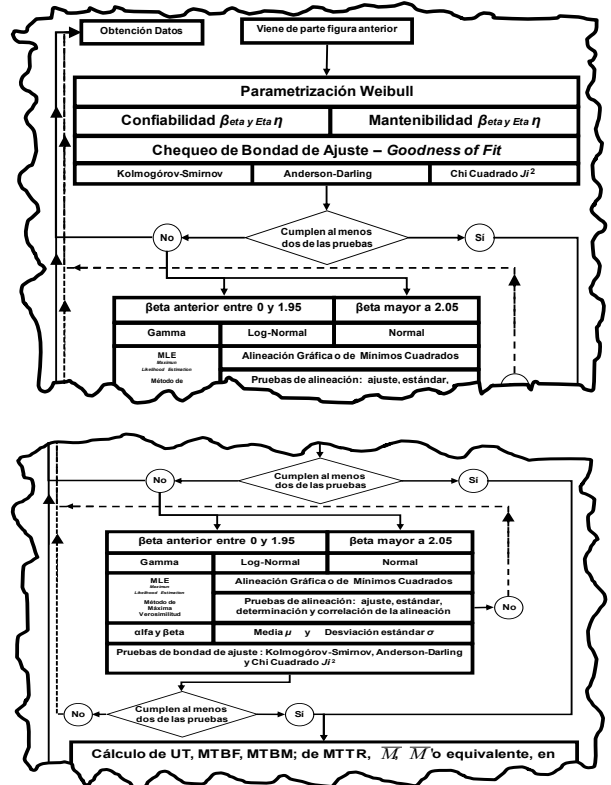 Obtención Datos
Viene de parte figura anterior
Parametrización Weibull
Confiabilidad βeta y Eta η
Mantenibilidad βeta y Eta η
Chequeo de Bondad de Ajuste – Goodness of Fit
Kolmogórov-Smirnov
Anderson-Darling
Chi Cuadrado Ji²
Cumplen al menos
dos de las pruebas
No
Sí
βeta anterior entre 0 y 1.95
βeta mayor a 2.05
Gamma
Log-Normal
Normal
MLE
Maximun
Likelihood Estimation
Método de
Alineación Gráfica o de Mínimos Cuadrados
Pruebas de alineación: ajuste, estándar,
Cumplen al menos
dos de las pruebas
No
Sí
βeta anterior entre 0 y 1.95
βeta mayor a 2.05
Gamma
Log-Normal
Normal
MLE
Maximun
Likelihood Estimation
Método de
Máxima
Verosimilitud
Alineación Gráfica o de Mínimos Cuadrados
Pruebas de alineación: ajuste, estándar,
determinación y correlación de la alineación
No
αlfa y βeta
Media μ y Desviación estándar σ
Pruebas de bondad de ajuste : Kolmogórov-Smirnov, Anderson-Darling
y Chi Cuadrado Ji²
Cumplen al menos
dos de las pruebas
No
Sí
Cálculo de UT, MTBF, MTBM; de MTTR, M̅, M̅' o equivalente, en